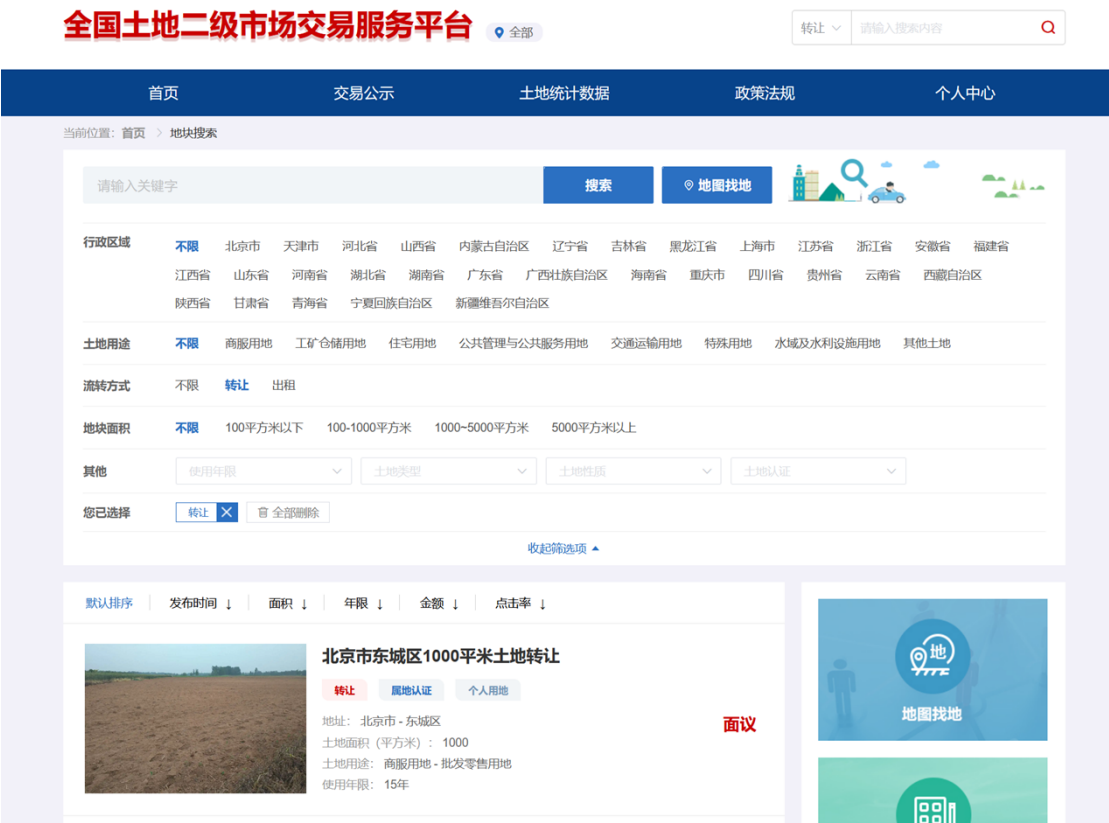 全国土地二级市场交易服务平台 全部 转让 请输入搜索内容
首页 交易公示 土地统计数据 政策法规 个人中心
当前位置： 首页 > 地块搜索
请输入关键字 搜索 地图找地
行政区域 不限 北京市 天津市 河北省 山西省 内蒙古自治区 辽宁省 吉林省 黑龙江省 上海市 江苏省 浙江省 安徽省 福建省
江西省 山东省 河南省 湖北省 湖南省 广东省 广西壮族自治区 海南省 重庆市 四川省 贵州省 云南省 西藏自治区
陕西省 甘肃省 青海省 宁夏回族自治区 新疆维吾尔自治区
土地用途 不限 商服用地 工矿仓储用地 住宅用地 公共管理与公共服务用地 交通运输用地 特殊用地 水域及水利设施用地 其他土地
流转方式 不限 转让 出租
地块面积 不限 100平方米以下 100-1000平方米 1000~5000平方米 5000平方米以上
其他 使用年限 土地类型 土地性质 土地认证
您已选择 转让 全部删除
收起筛选项
默认排序 发布时间 ↓ 面积 ↓ 年限 ↓ 金额 ↓ 点击率 ↓
北京市东城区1000平米土地转让
转让 属地认证 个人用地
地址： 北京市 - 东城区
面议
土地面积（平方米）： 1000
土地用途： 商服用地 - 批发零售用地
使用年限： 15年
地
地图找地